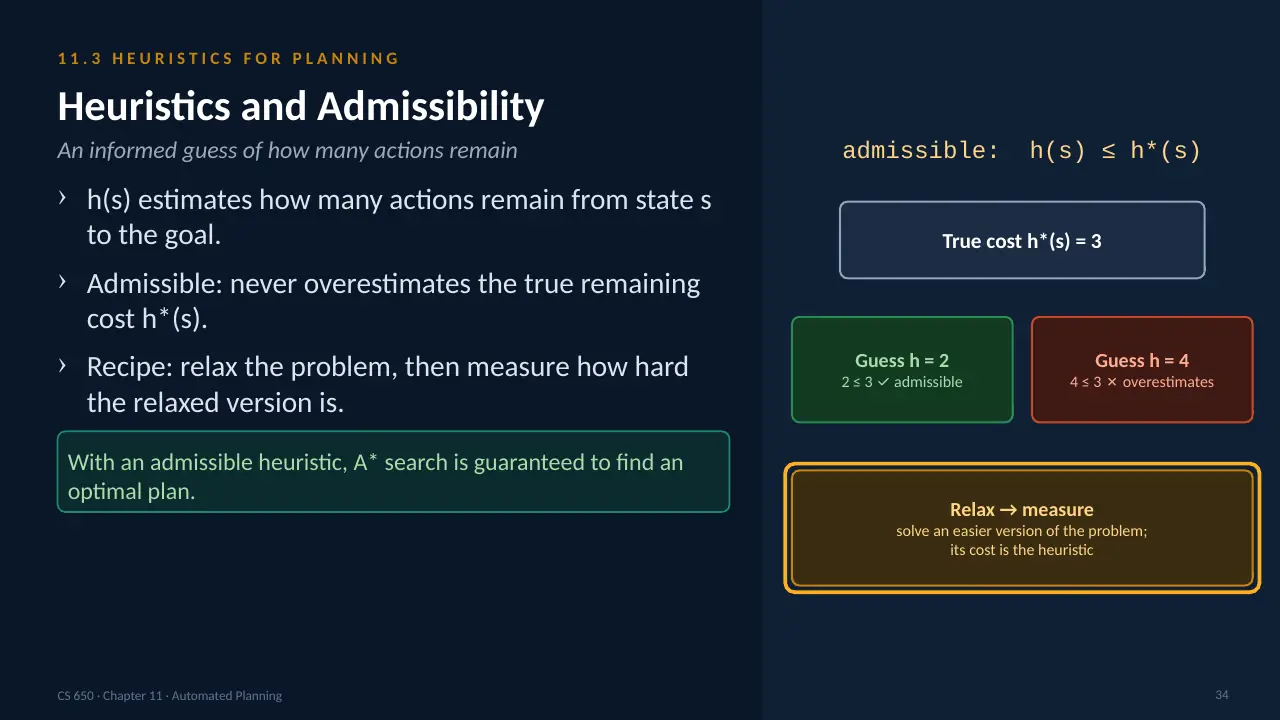 11.3 HEURISTICS FOR PLANNING
Heuristics and Admissibility
An informed guess of how many actions remain
› h(s) estimates how many actions remain from state s
to the goal.
› Admissible: never overestimates the true remaining
cost h*(s).
› Recipe: relax the problem, then measure how hard
the relaxed version is.
With an admissible heuristic, A* search is guaranteed to find an
optimal plan.
admissible:  h(s) ≤ h*(s)
True cost h*(s) = 3
Guess h = 2
2 ≤ 3 ✓ admissible
Guess h = 4
4 ≤ 3 ✕ overestimates
Relax → measure
solve an easier version of the problem;
its cost is the heuristic
CS 650 · Chapter 11 · Automated Planning
34